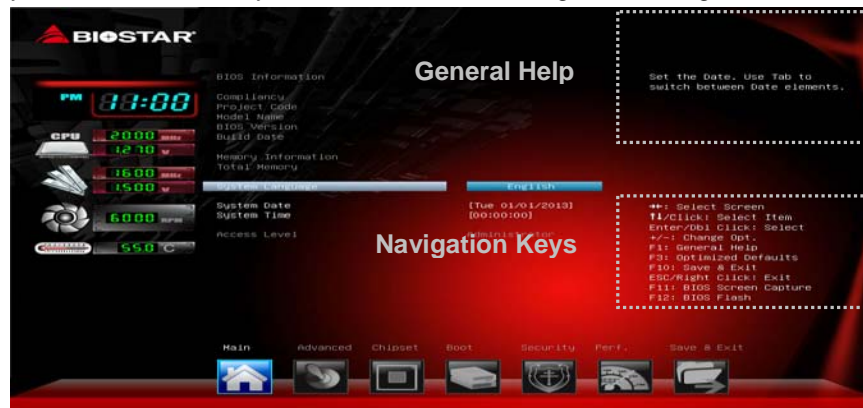 BIOSTAR
General Help
PM 11:00
CPU 2000 MHz
1.270 V
1600 MHz
1.500 V
6000 RPM
55.0 C
BIOS Information
Compliancy
Project Code
Model Name
BIOS Version
Build Date
Memory Information
Total Memory
System Language English
System Date [Tue 01/01/2013]
System Time [00:00:00]
Access Level Administrator
Navigation Keys
Set the Date. Use Tab to
switch between Date elements.
→←: Select Screen
↑↓/Click: Select Item
Enter/Dbl Click: Select
+/-: Change Opt.
F1: General Help
F3: Optimized Defaults
F10: Save & Exit
ESC/Right Click: Exit
F11: BIOS Screen Capture
F12: BIOS Flash
Main Advanced Chipset Boot Security Perf. Save & Exit